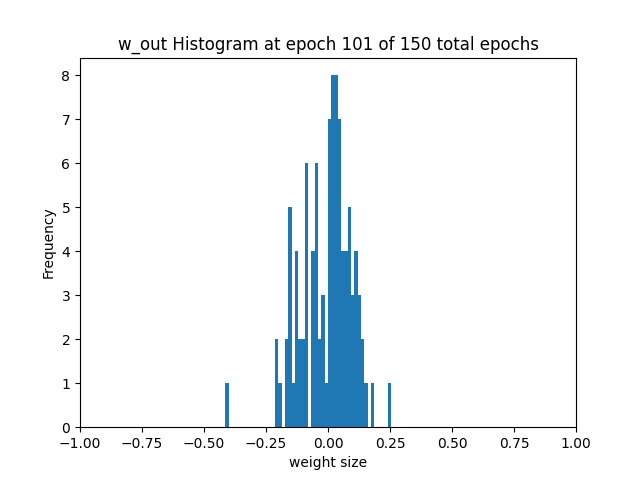 w_out Histogram at epoch 101 of 150 total epochs
8
7
6
5
4
3
2
1
0
Frequency
−1.00 −0.75 −0.50 −0.25 0.00 0.25 0.50 0.75 1.00
weight size